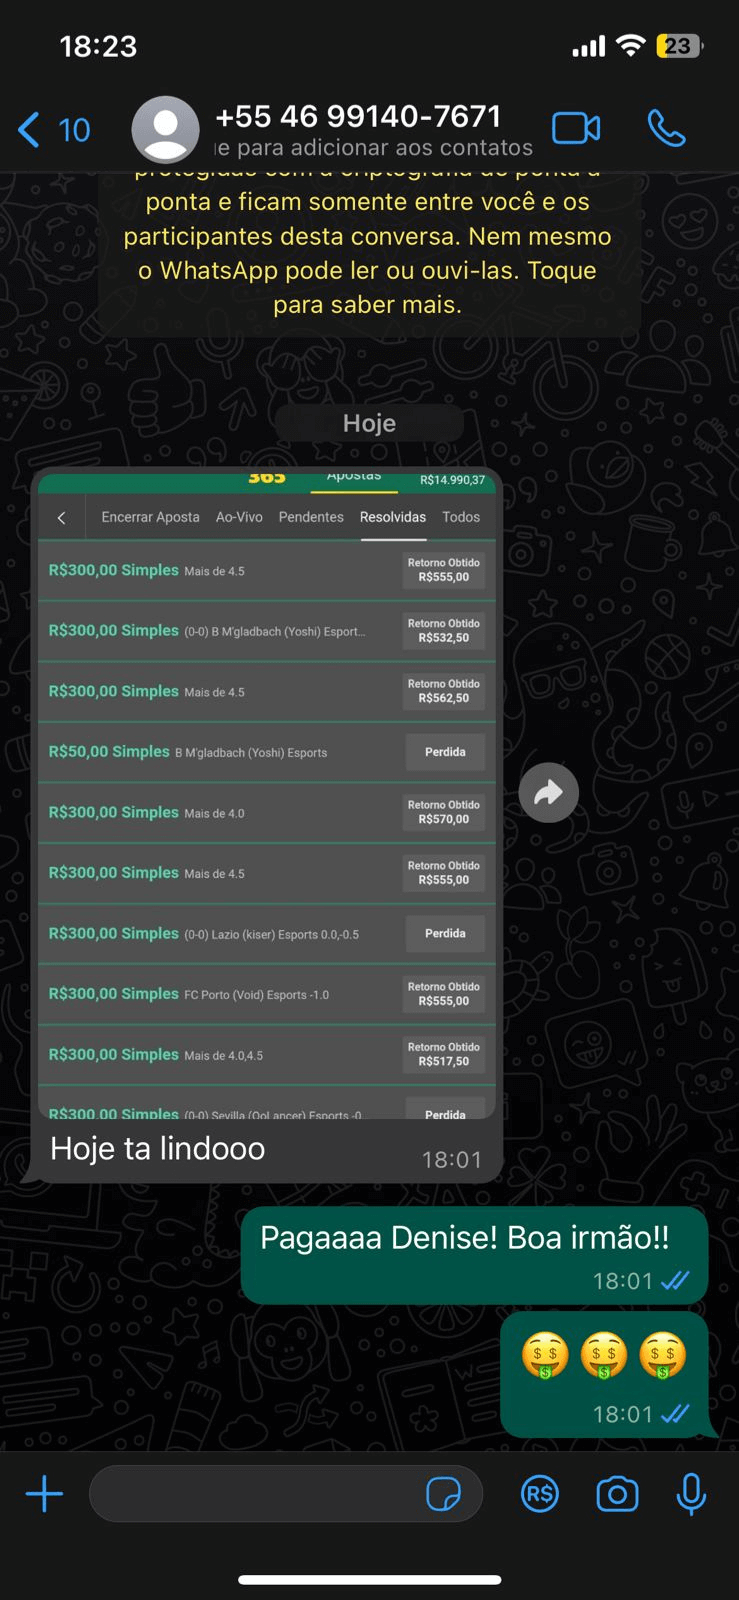 18:23
23
10
+55 46 99140-7671
ue para adicionar aos contatos
protegidas com a criptografia de ponta a
ponta e ficam somente entre você e os
participantes desta conversa. Nem mesmo
o WhatsApp pode ler ou ouvi-las. Toque
para saber mais.
Hoje
365 Apostas R$14.990,37
Encerrar Aposta Ao-Vivo Pendentes Resolvidas Todos
R$300,00 Simples Mais de 4.5 Retorno Obtido
R$555,00
R$300,00 Simples (0-0) B M'gladbach (Yoshi) Esport... Retorno Obtido
R$532,50
R$300,00 Simples Mais de 4.5 Retorno Obtido
R$562,50
R$50,00 Simples B M'gladbach (Yoshi) Esports Perdida
R$300,00 Simples Mais de 4.0 Retorno Obtido
R$570,00
R$300,00 Simples Mais de 4.5 Retorno Obtido
R$555,00
R$300,00 Simples (0-0) Lazio (kiser) Esports 0.0,-0.5 Perdida
R$300,00 Simples FC Porto (Void) Esports -1.0 Retorno Obtido
R$555,00
R$300,00 Simples Mais de 4.0,4.5 Retorno Obtido
R$517,50
R$300,00 Simples (0-0) Sevilla (OoLancer) Esports -0... Perdida
Hoje ta lindooo
18:01
Pagaaaa Denise! Boa irmão!!
18:01
🤑 🤑 🤑
18:01
R$